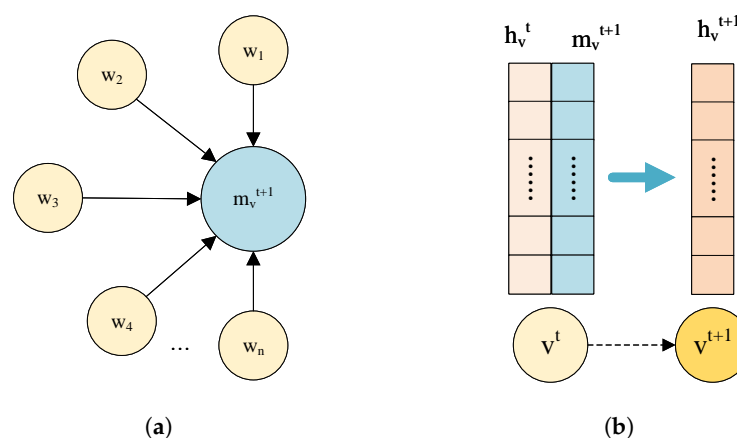 w1
w2
w3
mvt+1
w4
...
wn
(a)
hvt mvt+1 hvt+1
vt vt+1
(b)